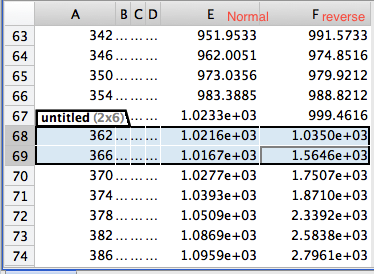 A B C D E Normal F reverse
63 342 ... ... ... 951.9533 991.5733
64 346 ... ... ... 962.0051 974.8516
65 350 ... ... ... 973.0356 979.9212
66 354 ... ... ... 983.3885 988.8212
67 untitled (2x6) ... ... 1.0233e+03 999.4616
68 362 ... ... ... 1.0216e+03 1.0350e+03
69 366 ... ... ... 1.0167e+03 1.5646e+03
70 370 ... ... ... 1.0277e+03 1.7507e+03
71 374 ... ... ... 1.0393e+03 1.8710e+03
72 378 ... ... ... 1.0509e+03 2.3392e+03
73 382 ... ... ... 1.0869e+03 2.5838e+03
74 386 ... ... ... 1.0959e+03 2.7961e+03